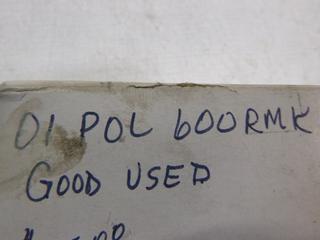 01 POL 600RMK
GOOD USED